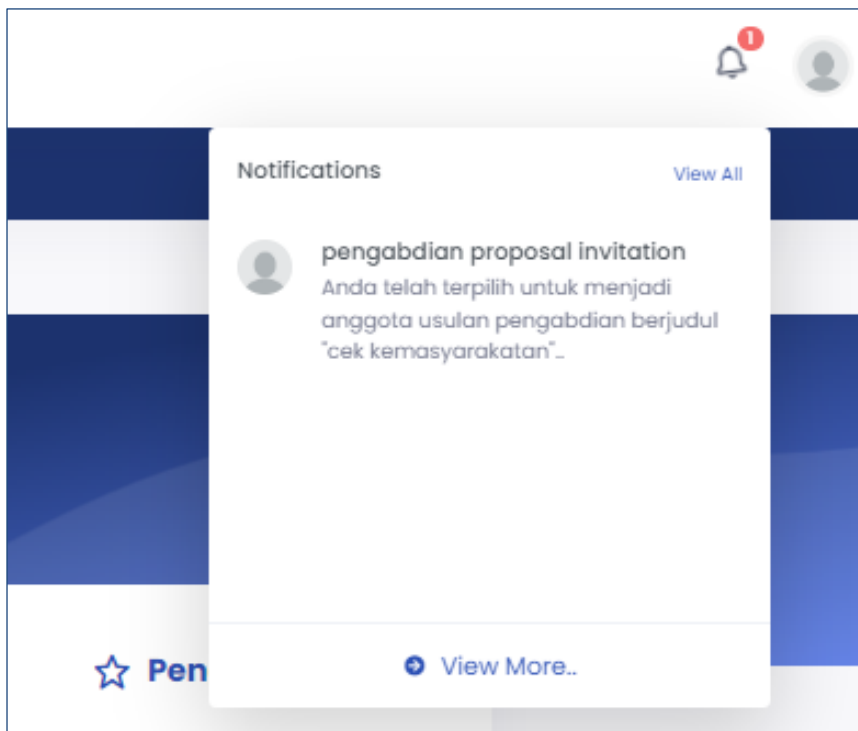 1
Notifications
View All
pengabdian proposal invitation
Anda telah terpilih untuk menjadi
anggota usulan pengabdian berjudul
"cek kemasyarakatan"..
View More..
Pen